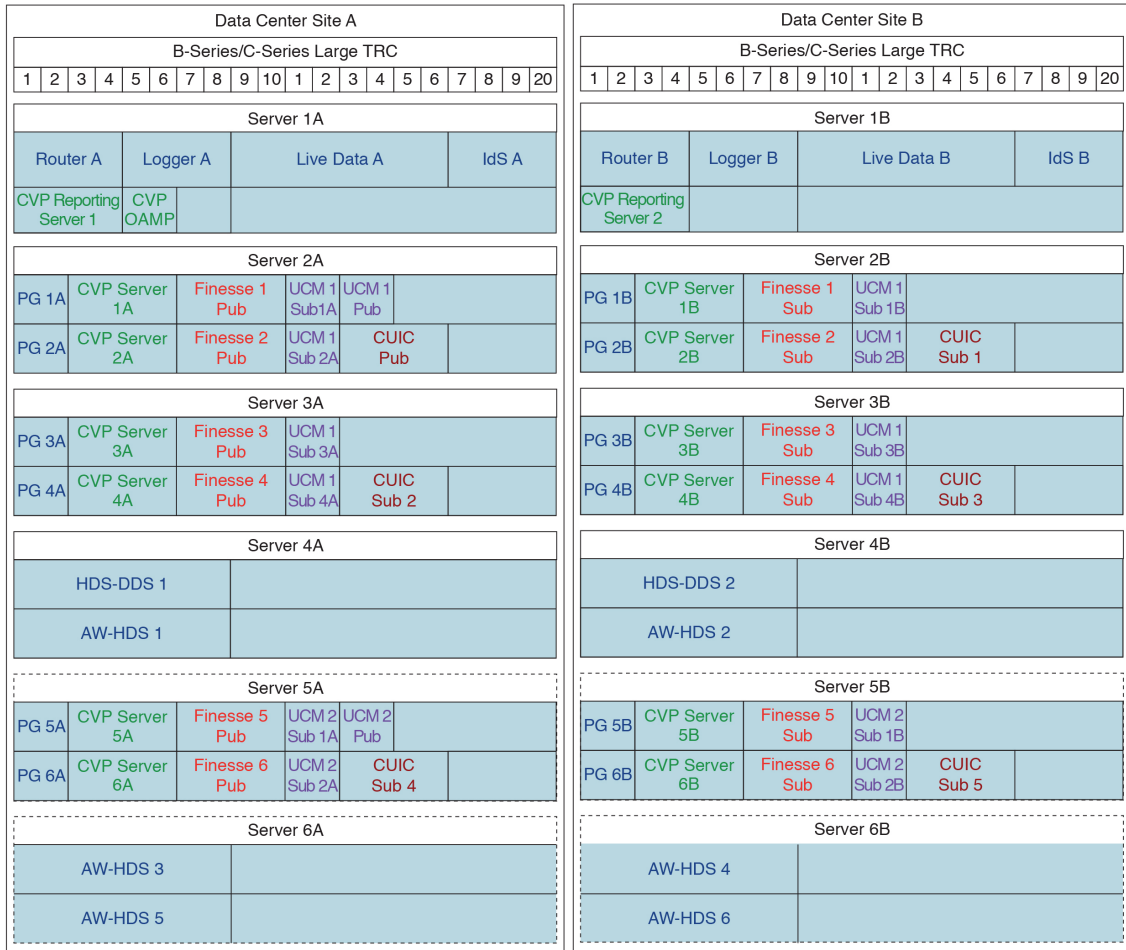 Data Center Site A
B-Series/C-Series Large TRC
1 2 3 4 5 6 7 8 9 10 1 2 3 4 5 6 7 8 9 20
Server 1A
Router A Logger A Live Data A IdS A
CVP Reporting
Server 1
CVP
OAMP
Server 2A
PG 1A
CVP Server
1A
Finesse 1
Pub
UCM 1
Sub1A
UCM 1
Pub
PG 2A
CVP Server
2A
Finesse 2
Pub
UCM 1
Sub 2A
CUIC
Pub
Server 3A
PG 3A
CVP Server
3A
Finesse 3
Pub
UCM 1
Sub 3A
PG 4A
CVP Server
4A
Finesse 4
Pub
UCM 1
Sub 4A
CUIC
Sub 2
Server 4A
HDS-DDS 1
AW-HDS 1
Server 5A
PG 5A
CVP Server
5A
Finesse 5
Pub
UCM 2
Sub 1A
UCM 2
Pub
PG 6A
CVP Server
6A
Finesse 6
Pub
UCM 2
Sub 2A
CUIC
Sub 4
Server 6A
AW-HDS 3
AW-HDS 5
Data Center Site B
B-Series/C-Series Large TRC
1 2 3 4 5 6 7 8 9 10 1 2 3 4 5 6 7 8 9 20
Server 1B
Router B Logger B Live Data B IdS B
CVP Reporting
Server 2
Server 2B
PG 1B
CVP Server
1B
Finesse 1
Sub
UCM 1
Sub 1B
PG 2B
CVP Server
2B
Finesse 2
Sub
UCM 1
Sub 2B
CUIC
Sub 1
Server 3B
PG 3B
CVP Server
3B
Finesse 3
Sub
UCM 1
Sub 3B
PG 4B
CVP Server
4B
Finesse 4
Sub
UCM 1
Sub 4B
CUIC
Sub 3
Server 4B
HDS-DDS 2
AW-HDS 2
Server 5B
PG 5B
CVP Server
5B
Finesse 5
Sub
UCM 2
Sub 1B
PG 6B
CVP Server
6B
Finesse 6
Sub
UCM 2
Sub 2B
CUIC
Sub 5
Server 6B
AW-HDS 4
AW-HDS 6